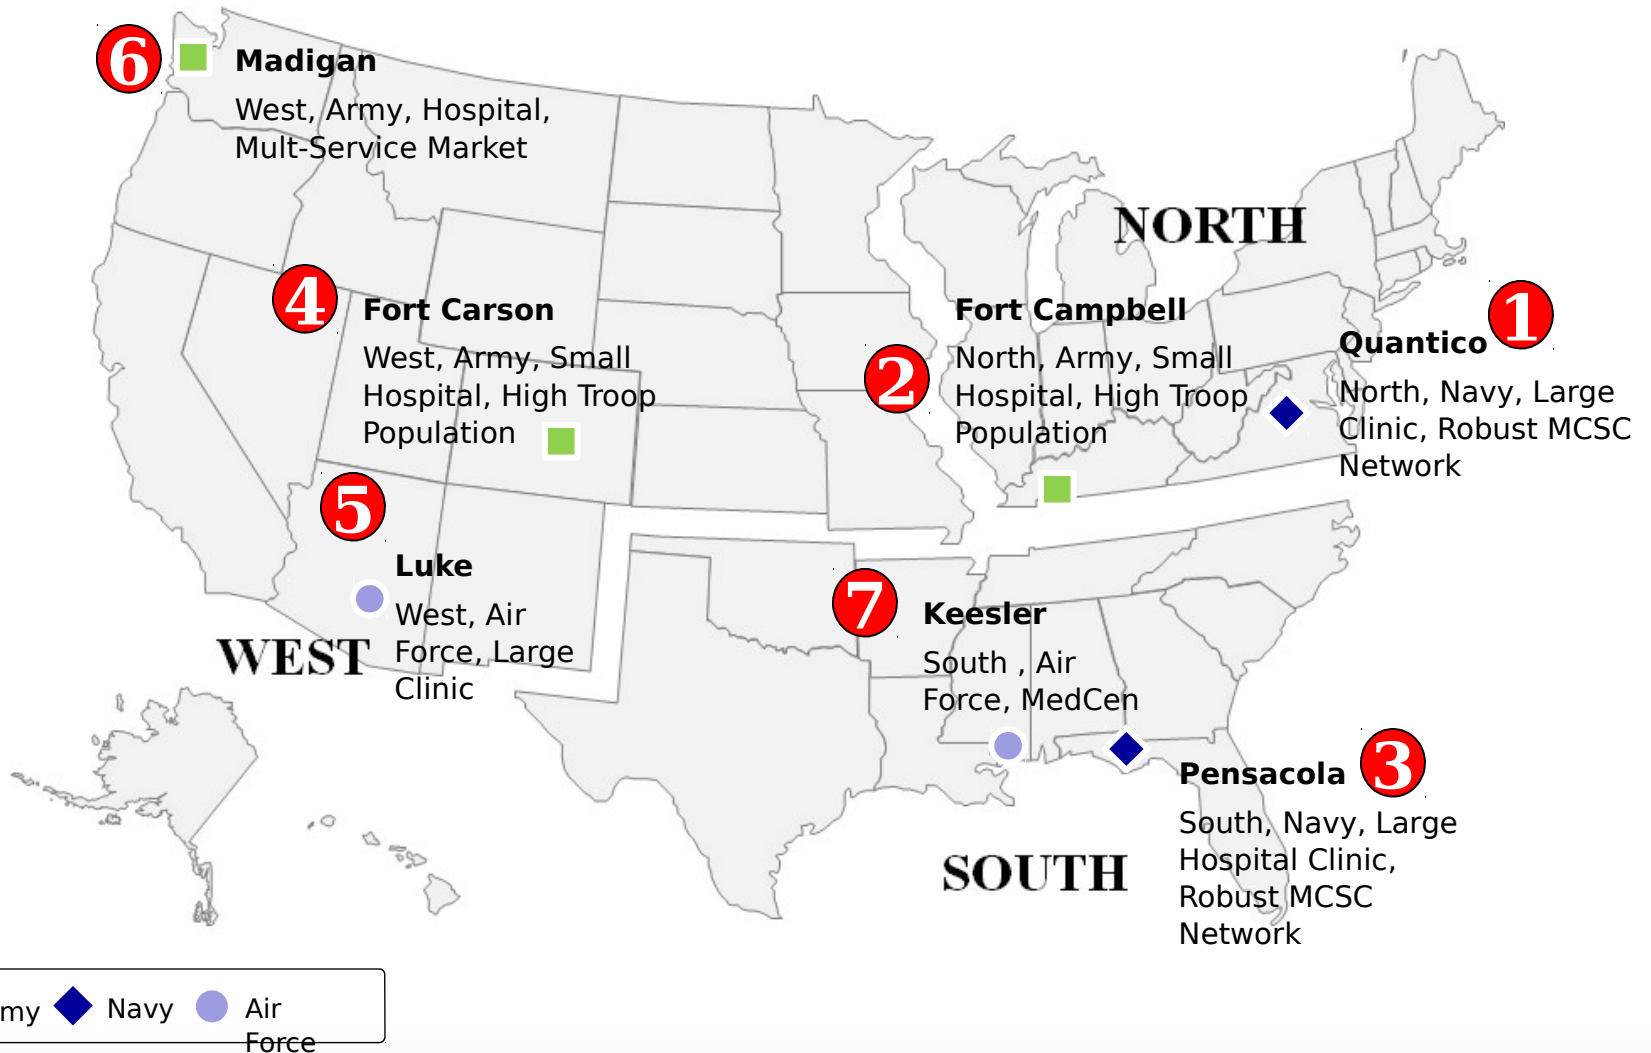 6
Madigan
West, Army, Hospital,
Mult-Service Market
NORTH
4
Fort Carson
West, Army, Small
Hospital, High Troop
Population
2
Fort Campbell
North, Army, Small
Hospital, High Troop
Population
1
Quantico
North, Navy, Large
Clinic, Robust MCSC
Network
5
Luke
West, Air
Force, Large
Clinic
WEST
7
Keesler
South , Air
Force, MedCen
3
Pensacola
South, Navy, Large
Hospital Clinic,
Robust MCSC
Network
SOUTH
my Navy Air
Force